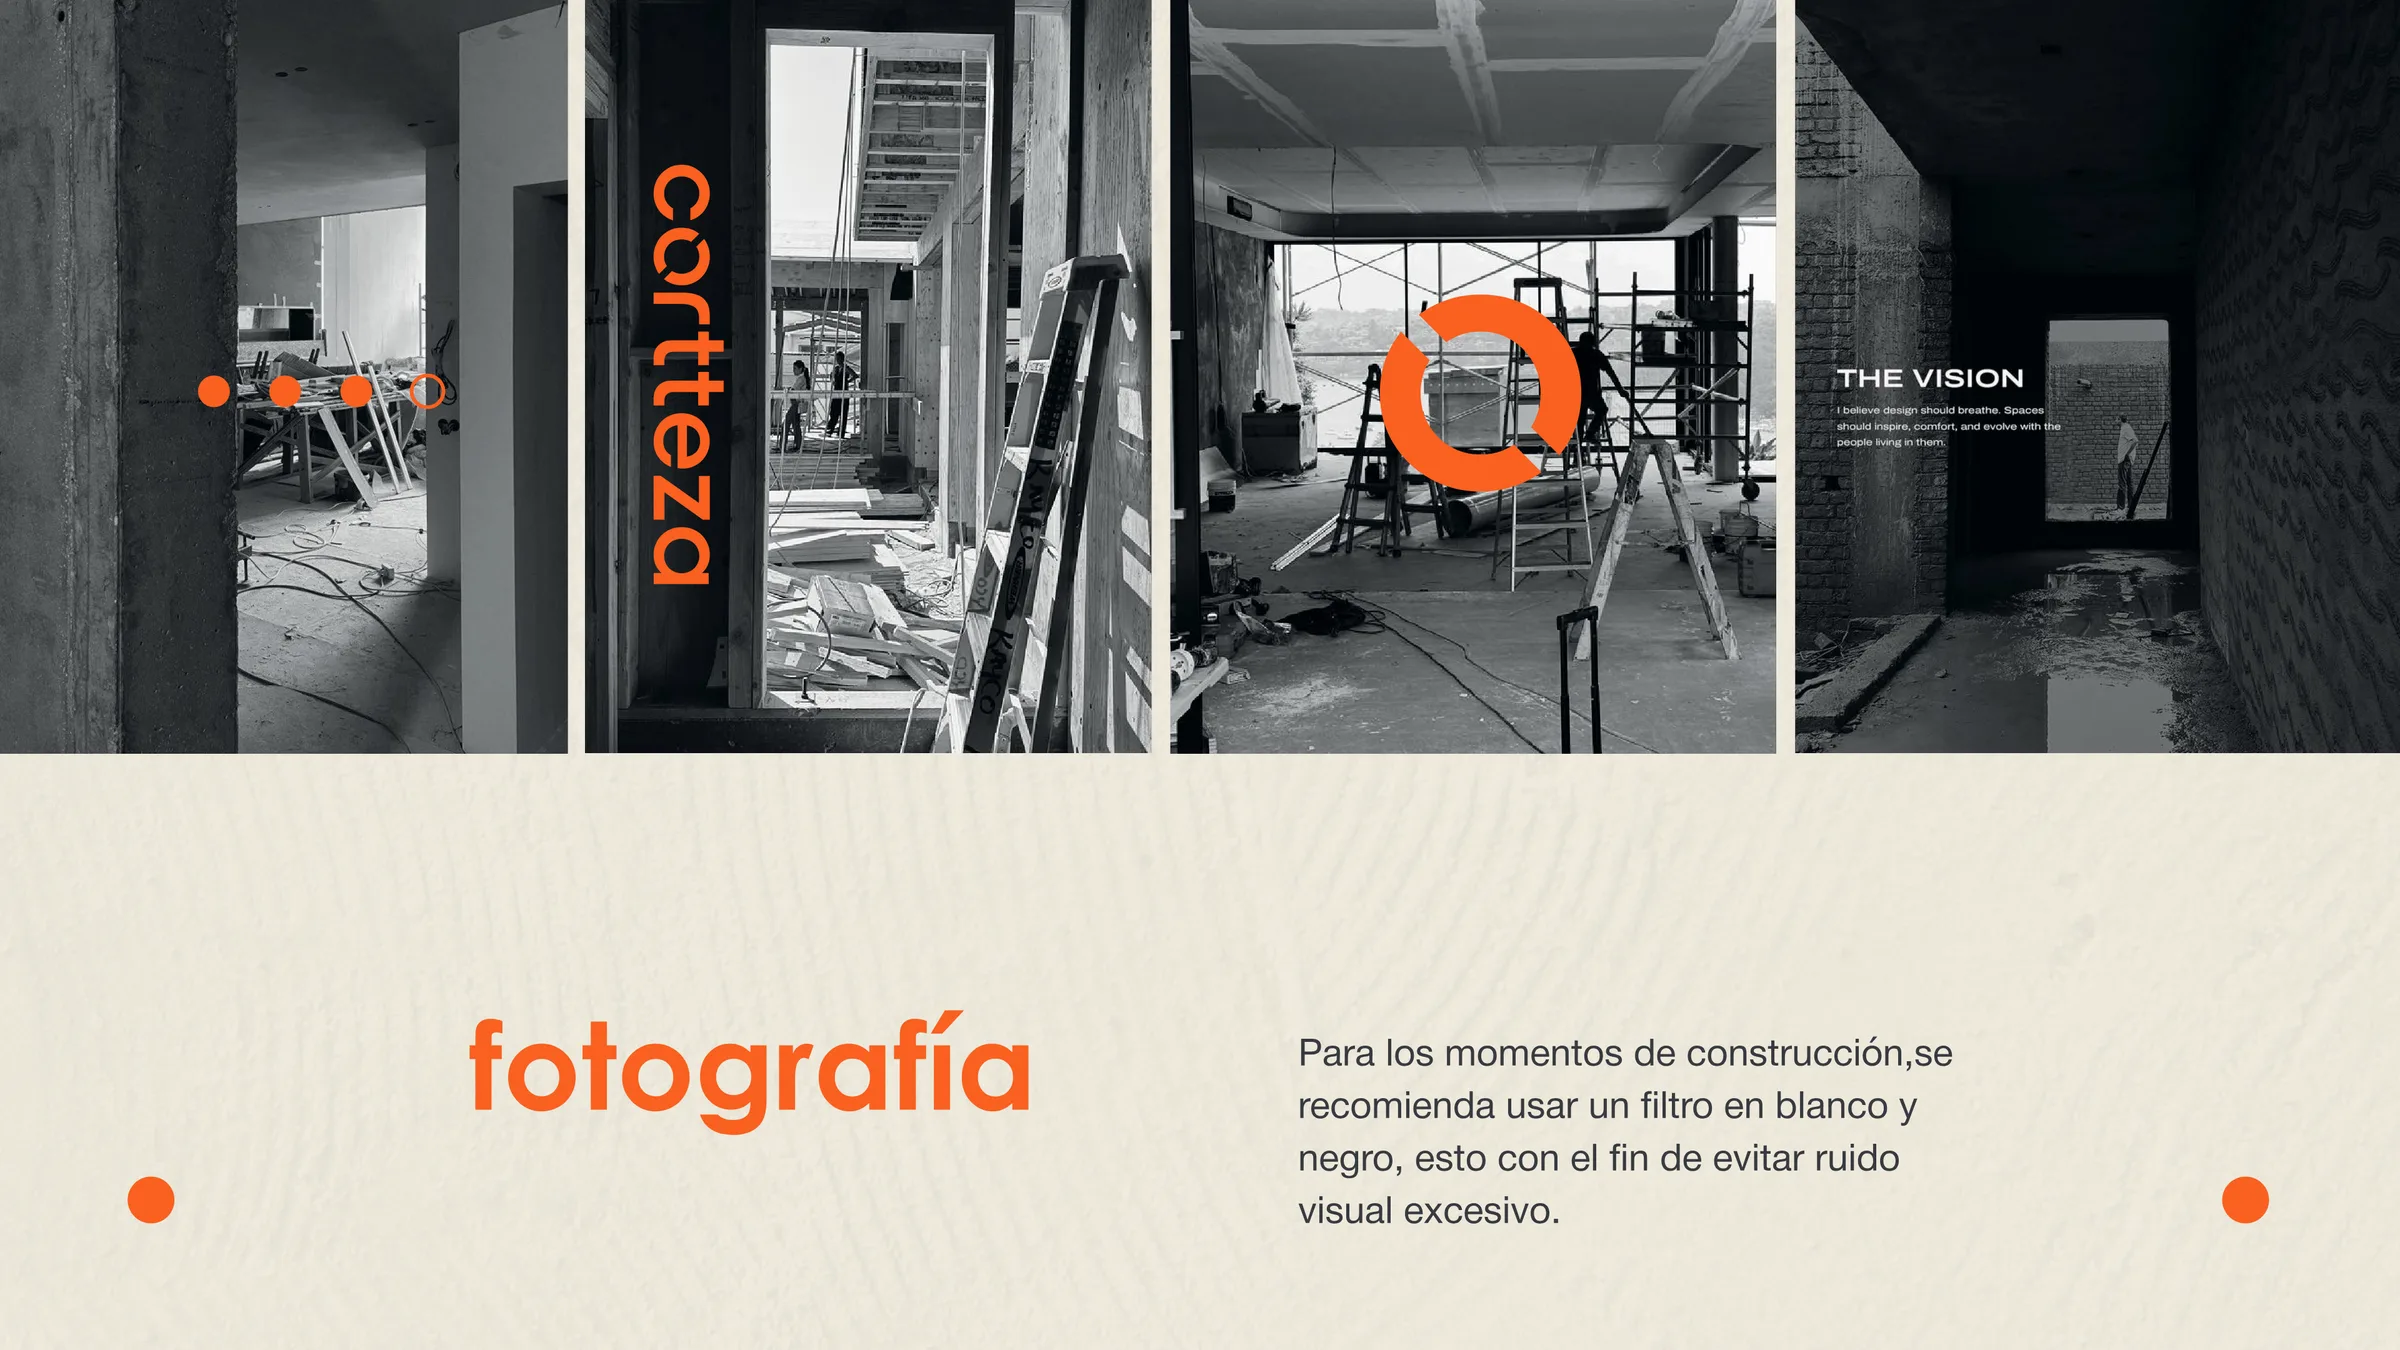 cortteza
THE VISION
I believe design should breathe. Spaces
should inspire, comfort, and evolve with the
people living in them.
fotografía
Para los momentos de construcción,se
recomienda usar un filtro en blanco y
negro, esto con el fin de evitar ruido
visual excesivo.